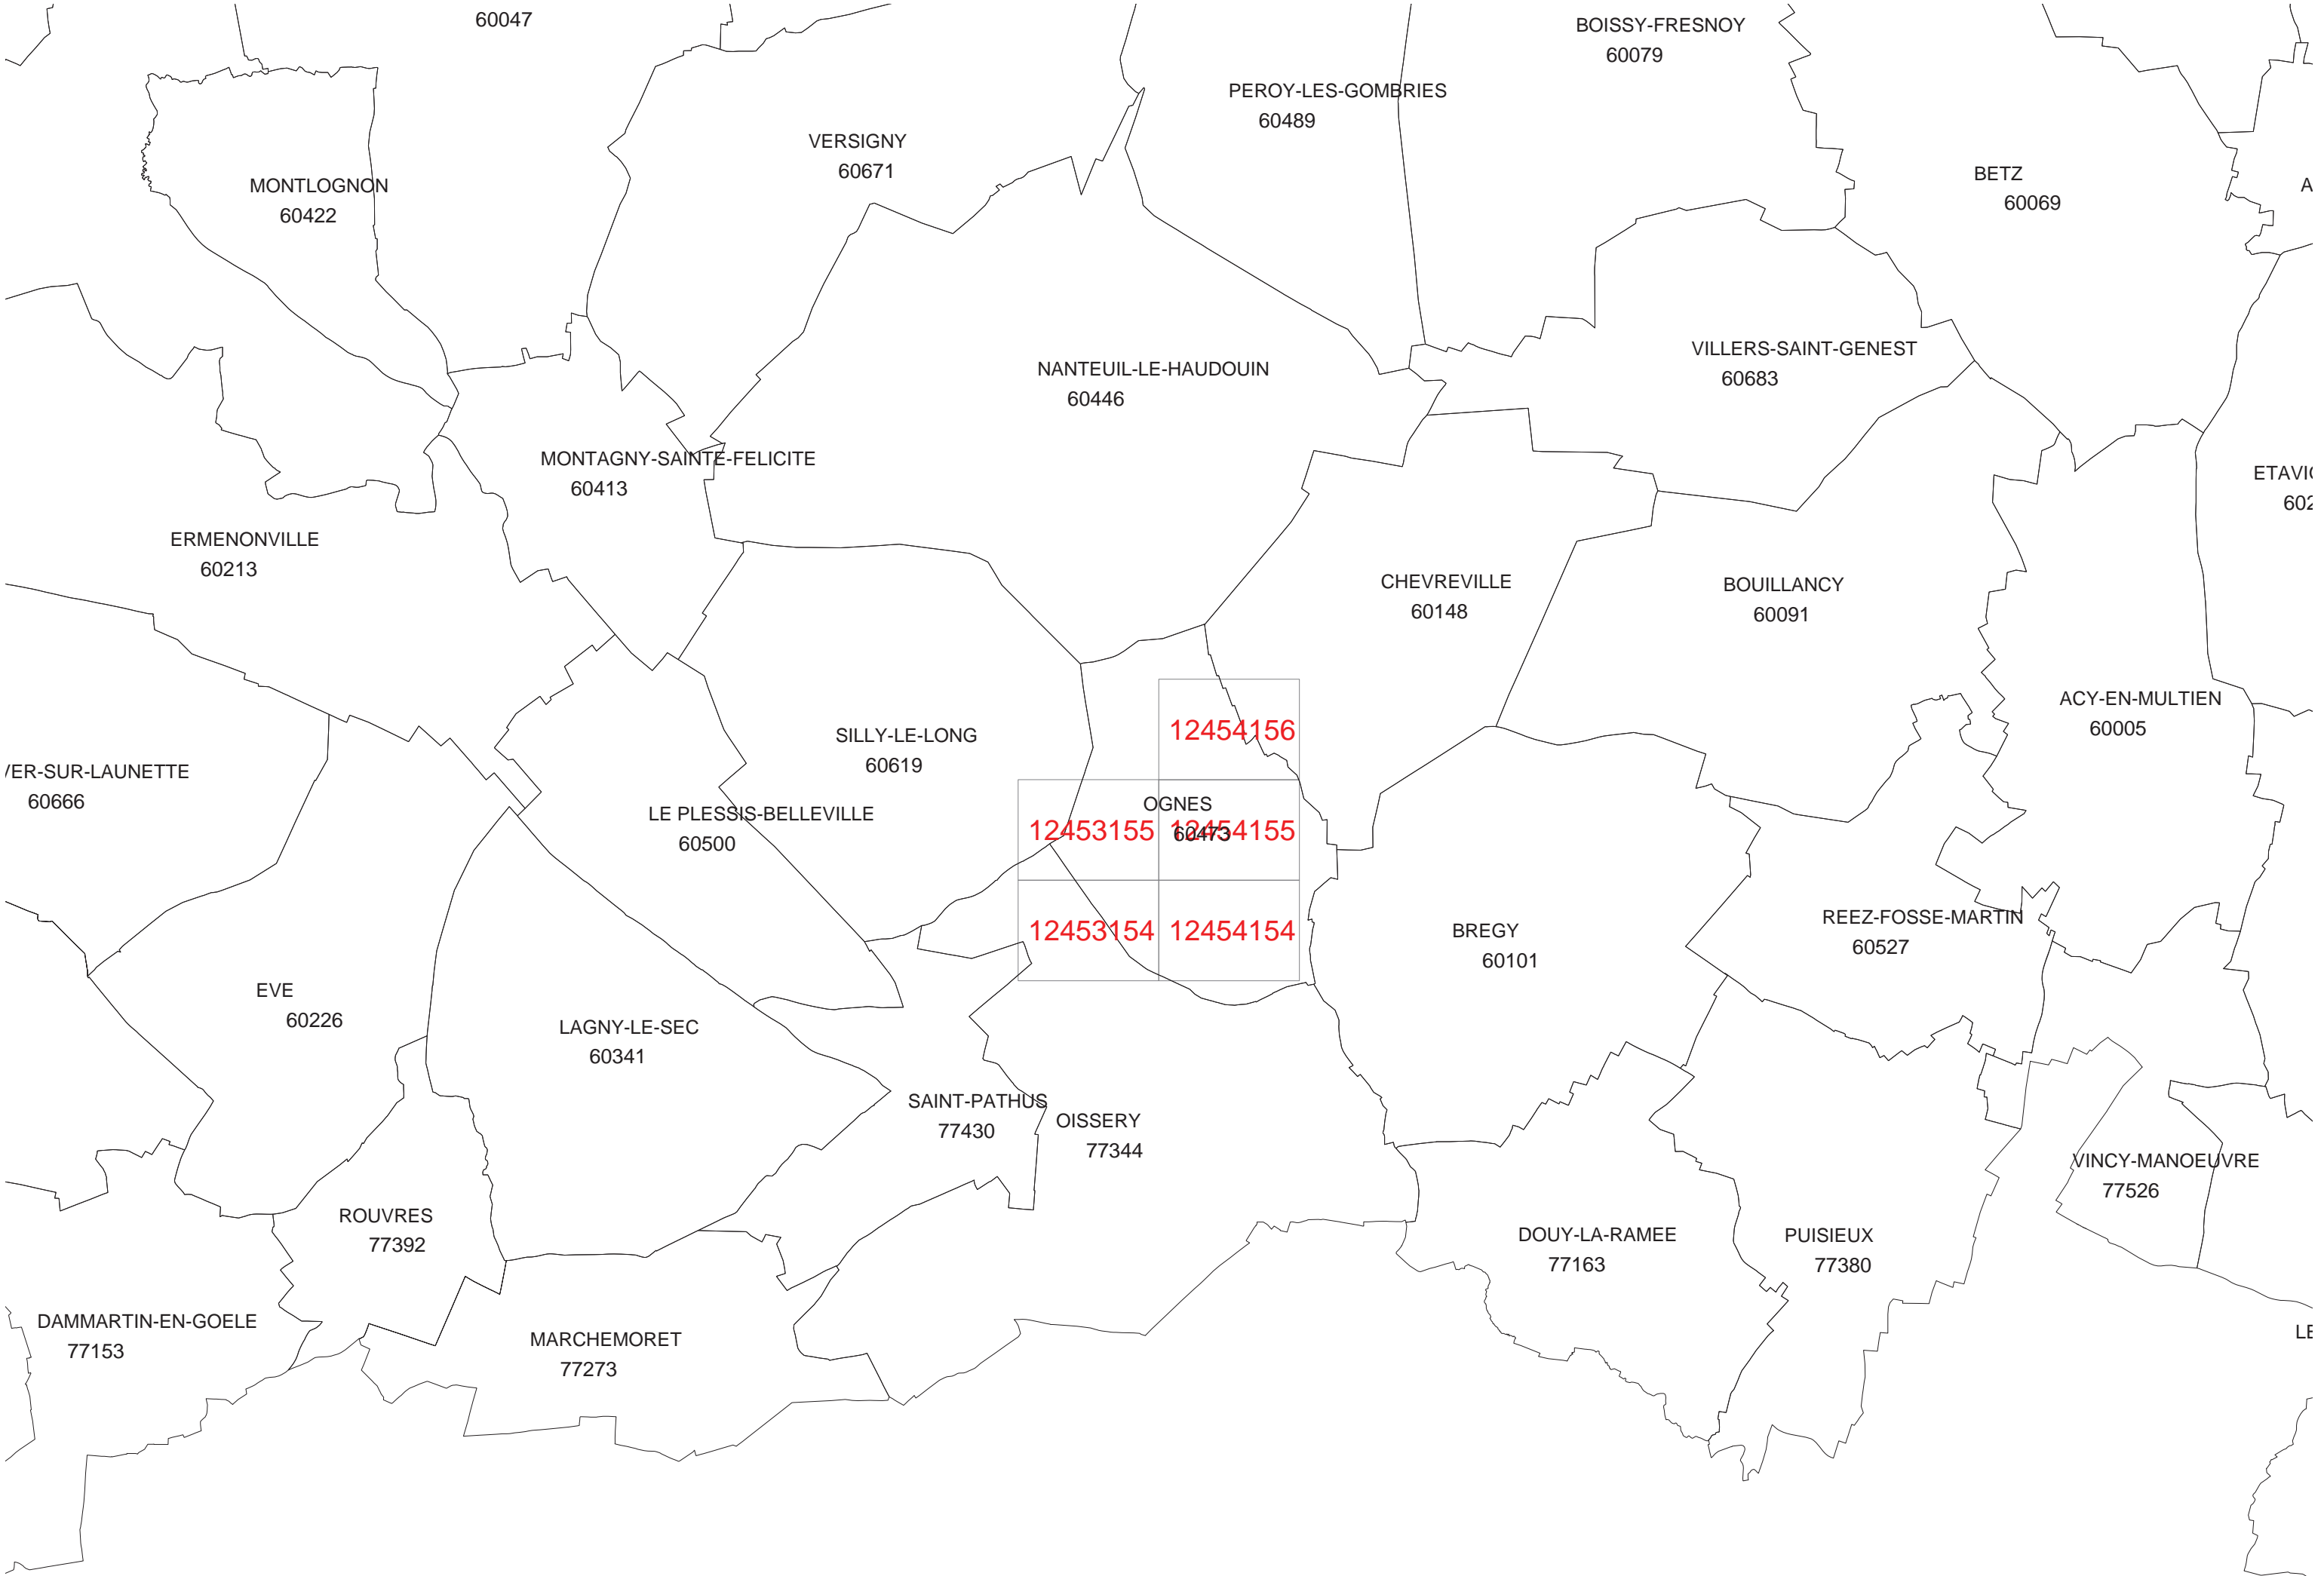 60047
BOISSY-FRESNOY
60079
PEROY-LES-GOMBRIES
60489
VERSIGNY
60671
MONTLOGNON
60422
BETZ
60069
A
VILLERS-SAINT-GENEST
60683
NANTEUIL-LE-HAUDOUIN
60446
MONTAGNY-SAINTE-FELICITE
60413
ETAVIG
602
ERMENONVILLE
60213
CHEVREVILLE
60148
BOUILLANCY
60091
ACY-EN-MULTIEN
60005
12454156
SILLY-LE-LONG
60619
VER-SUR-LAUNETTE
60666
LE PLESSIS-BELLEVILLE
60500
OGNES
60473
12453155
12454155
12453154
12454154
BREGY
60101
REEZ-FOSSE-MARTIN
60527
EVE
60226
LAGNY-LE-SEC
60341
SAINT-PATHUS
77430
OISSERY
77344
VINCY-MANOEUVRE
77526
ROUVRES
77392
DOUY-LA-RAMEE
77163
PUISIEUX
77380
DAMMARTIN-EN-GOELE
77153
MARCHEMORET
77273
LE